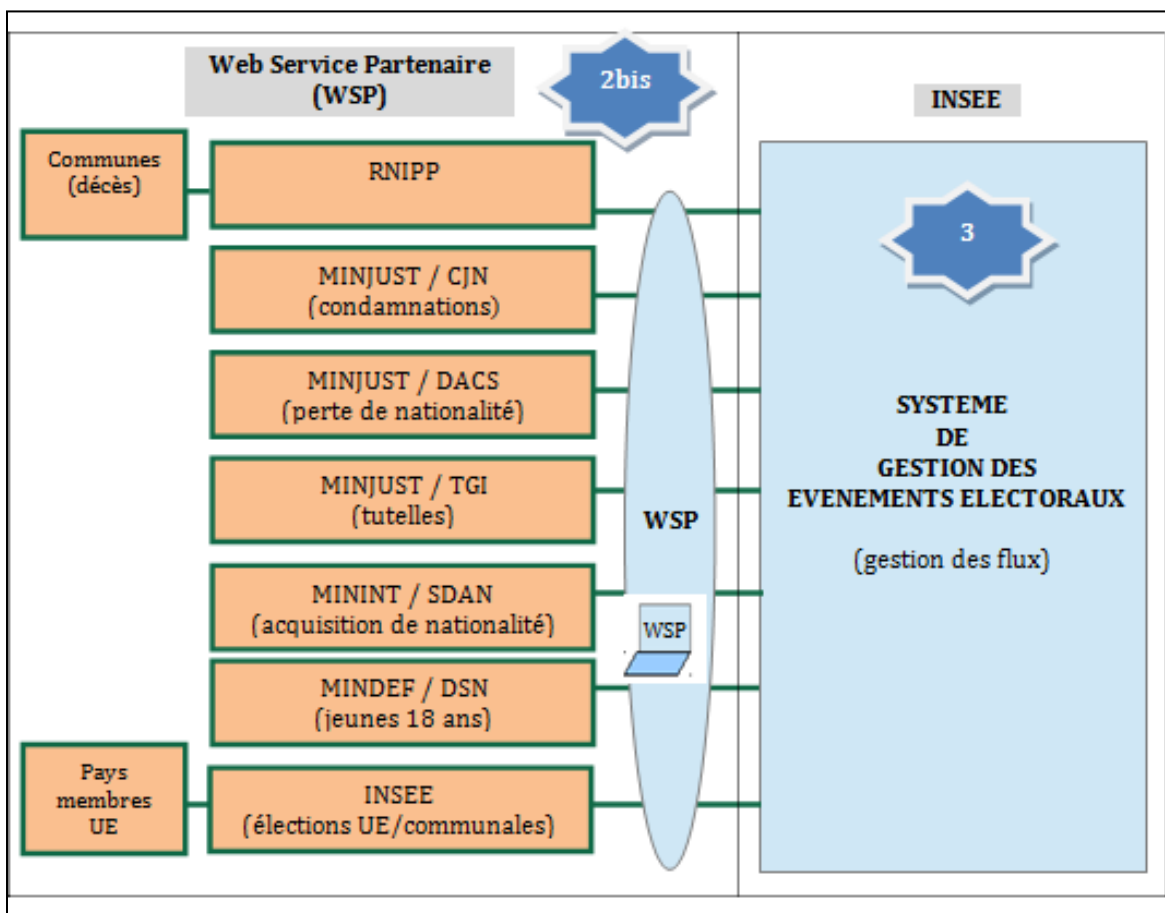 Web Service Partenaire
(WSP)
2bis
INSEE
Communes
(décès)
RNIPP
MINJUST / CJN
(condamnations)
MINJUST / DACS
(perte de nationalité)
MINJUST / TGI
(tutelles)
MININT / SDAN
(acquisition de nationalité)
MINDEF / DSN
(jeunes 18 ans)
Pays
membres
UE
INSEE
(élections UE/communales)
WSP
WSP
3
SYSTEME
DE
GESTION DES
EVENEMENTS ELECTORAUX
(gestion des flux)